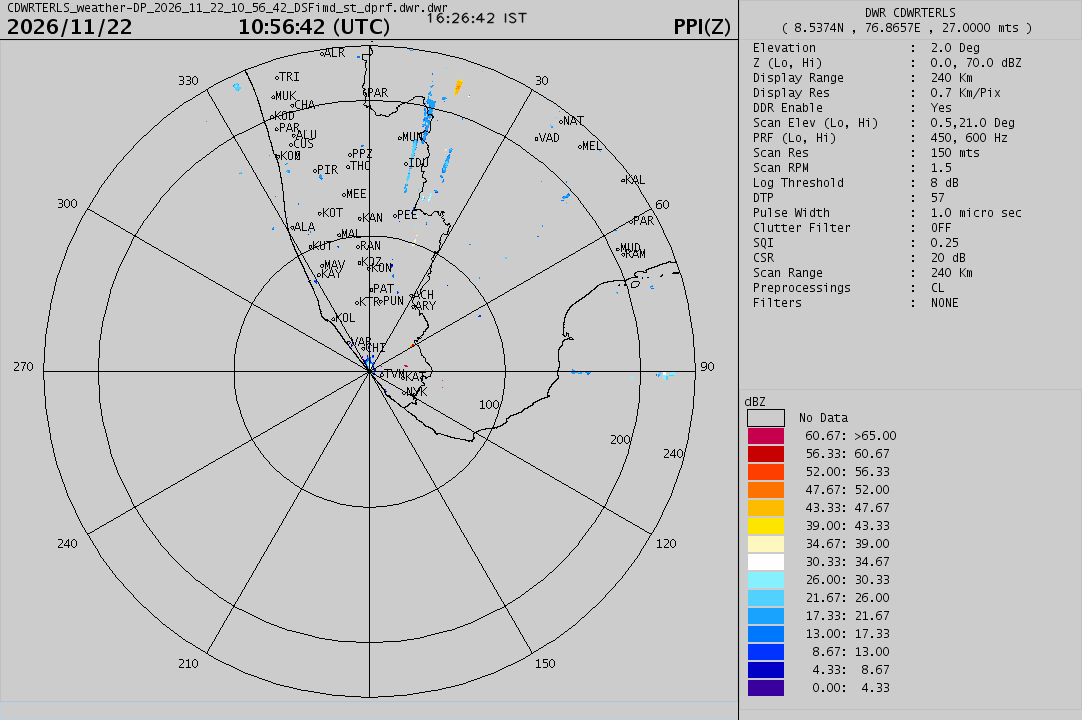 CDWRTERLS_weather-DP_2026_11_22_10_56_42_DSFimd_st_dprf.dwr.dwr
2026/11/22 10:56:42 (UTC) 16:26:42 IST PPI(Z)
DWR CDWRTERLS
( 8.5374N , 76.8657E , 27.0000 mts )
Elevation : 2.0 Deg
Z (Lo, Hi) : 0.0, 70.0 dBZ
Display Range : 240 Km
Display Res : 0.7 Km/Pix
DDR Enable : Yes
Scan Elev (Lo, Hi) : 0.5,21.0 Deg
PRF (Lo, Hi) : 450, 600 Hz
Scan Res : 150 mts
Scan RPM : 1.5
Log Threshold : 8 dB
DTP : 57
Pulse Width : 1.0 micro sec
Clutter Filter : OFF
SQI : 0.25
CSR : 20 dB
Scan Range : 240 Km
Preprocessings : CL
Filters : NONE
dBZ
No Data
60.67: >65.00
56.33: 60.67
52.00: 56.33
47.67: 52.00
43.33: 47.67
39.00: 43.33
34.67: 39.00
30.33: 34.67
26.00: 30.33
21.67: 26.00
17.33: 21.67
13.00: 17.33
8.67: 13.00
4.33: 8.67
0.00: 4.33
ALR
TRI
330
30
MUK
PAR
CHA
KOD
NAT
PAR
ALU
MUN
VAD
CUS
MEL
PPZ
IDU
THO
PIR
KAL
MEE
300
60
KOT
KAN
PEE
PAR
ALA
MAL
KUT
RAN
MUD
RAM
MAV
KOZ
KON
KAY
PAT
ACH
KTR
PUN
ARY
KOL
VAR
CHI
270
90
TVM
KAT
NYK
100
200
240
240
120
210
150